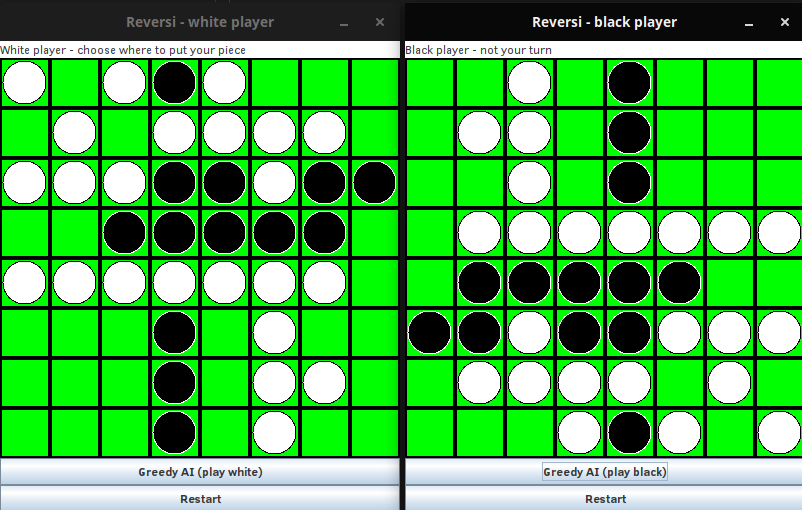 Reversi - white player
White player - choose where to put your piece
Greedy AI (play white)
Restart
Reversi - black player
Black player - not your turn
Greedy AI (play black)
Restart